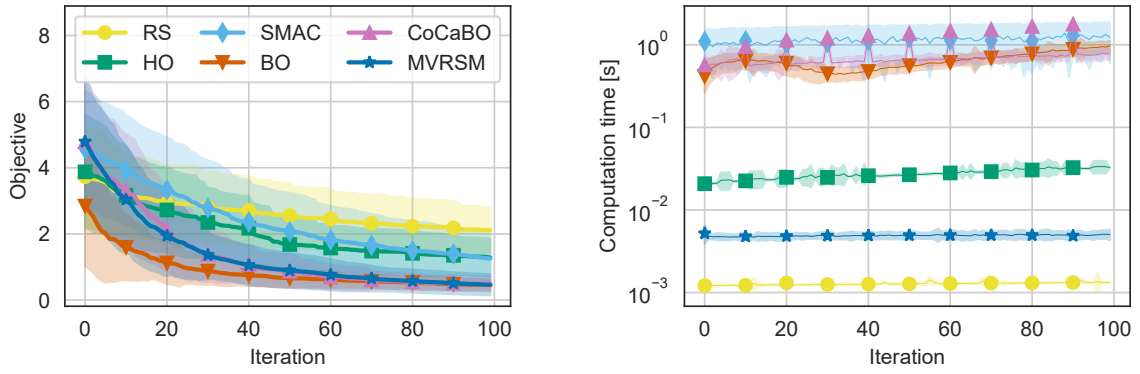 RS SMAC CoCaBO
HO BO MVRSM
8
6
4
2
0
Objective
0 20 40 60 80 100
Iteration
10^0
10^-1
10^-2
10^-3
Computation time [s]
0 20 40 60 80 100
Iteration